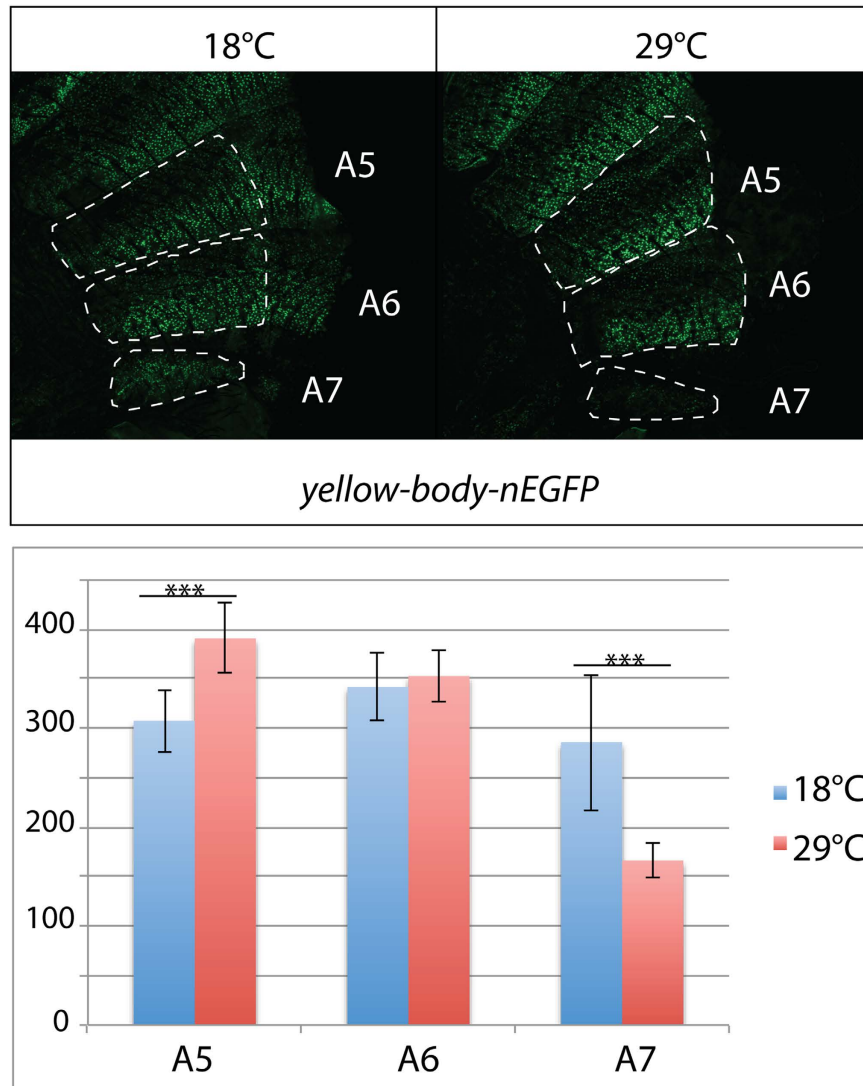 18°C 29°C
A5 A5
A6 A6
A7 A7
yellow-body-nEGFP
***
400
***
300
200
18°C
29°C
100
0
A5 A6 A7